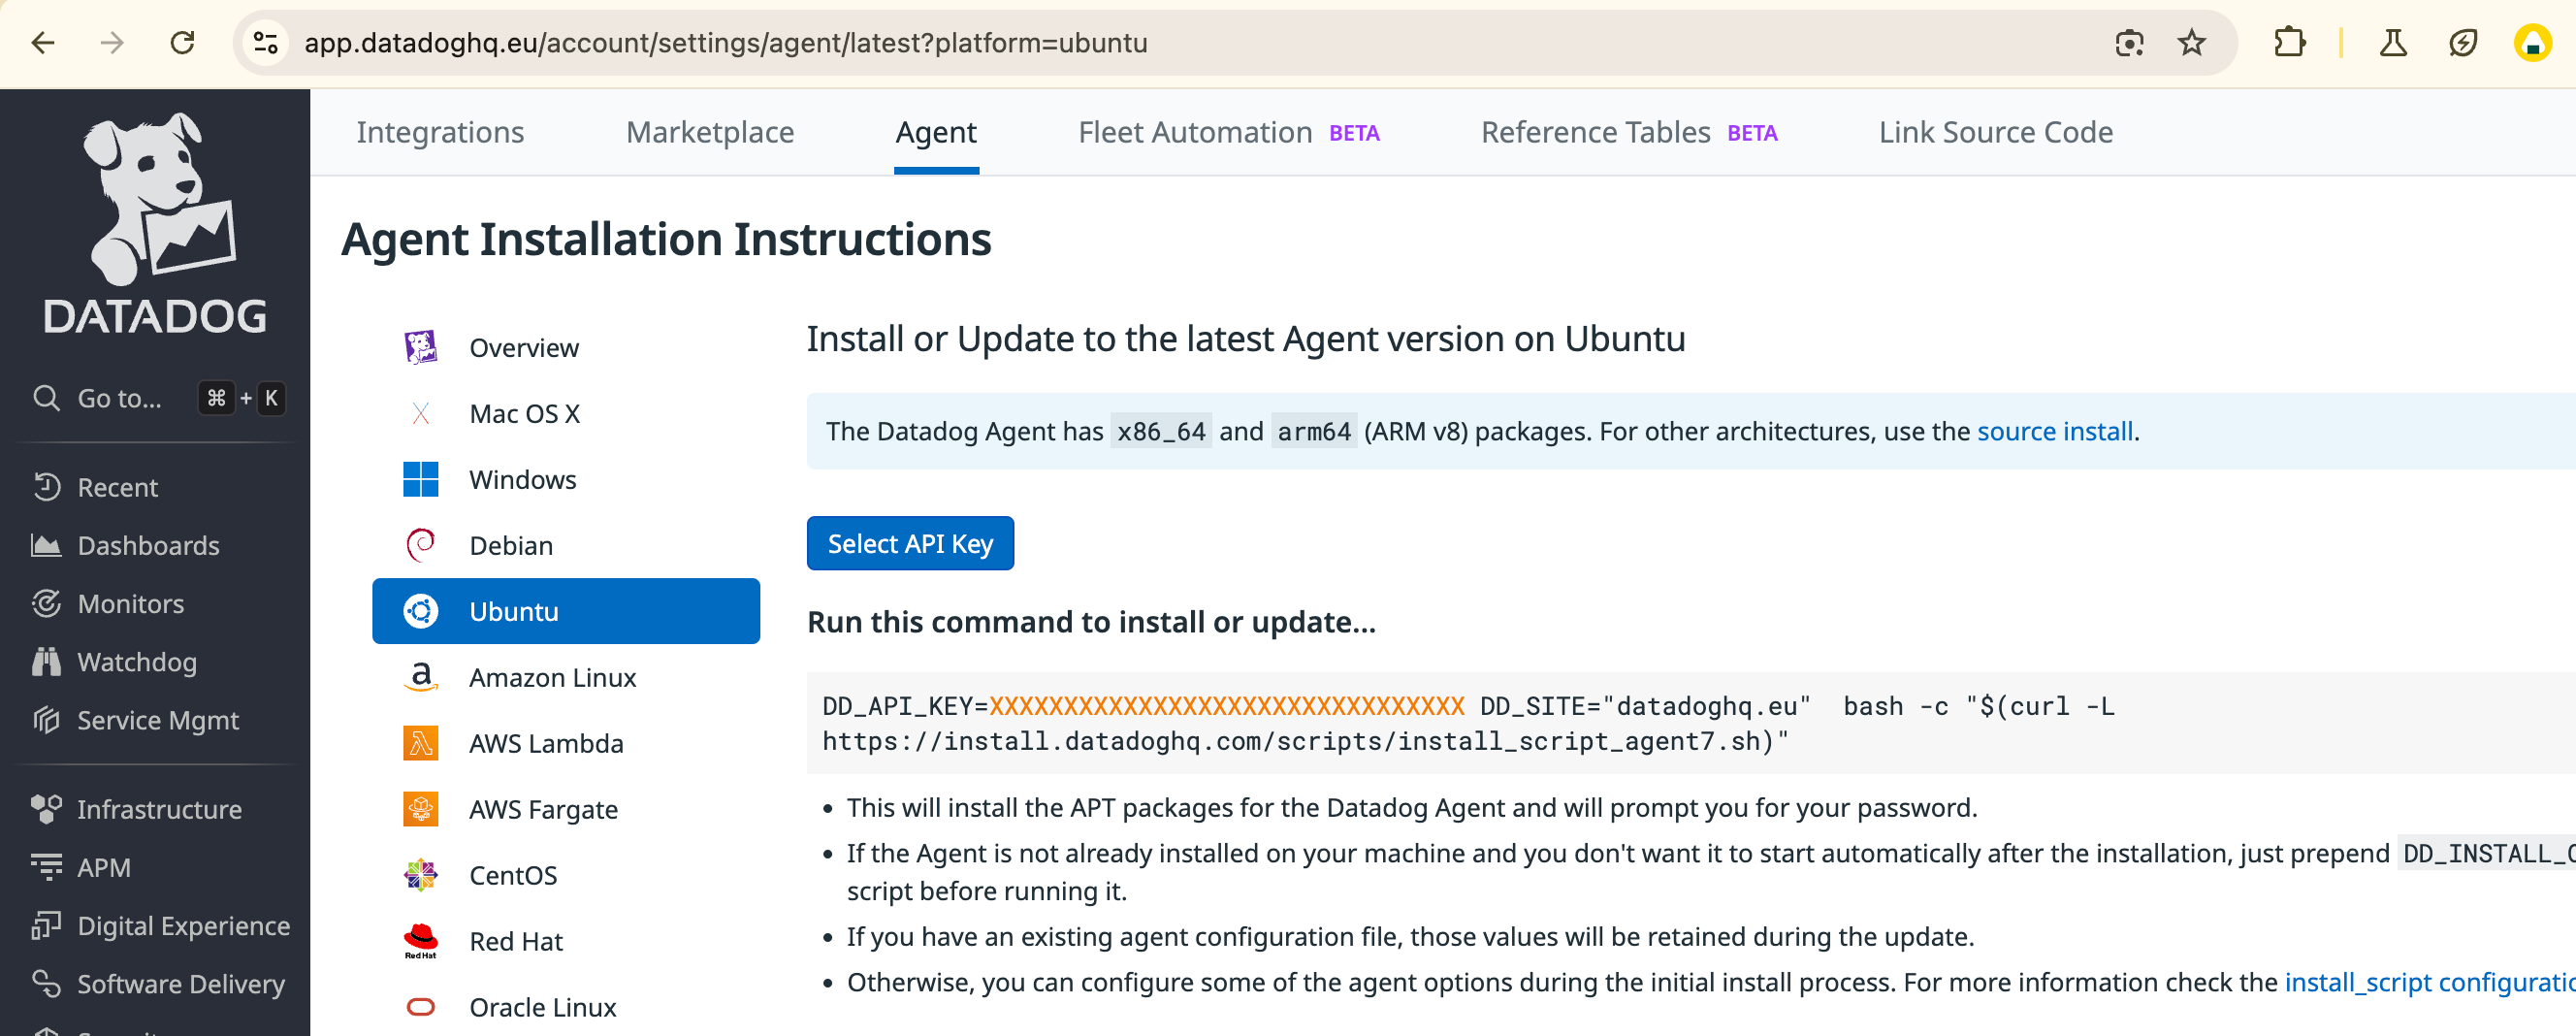 app.datadoghq.eu/account/settings/agent/latest?platform=ubuntu
DATADOG
Go to... ⌘ + K
Recent
Dashboards
Monitors
Watchdog
Service Mgmt
Infrastructure
APM
Digital Experience
Software Delivery
Integrations
Marketplace
Agent
Fleet Automation BETA
Reference Tables BETA
Link Source Code
Agent Installation Instructions
Overview
Mac OS X
Windows
Debian
Ubuntu
Amazon Linux
AWS Lambda
AWS Fargate
CentOS
Red Hat
Red Hat
Oracle Linux
Install or Update to the latest Agent version on Ubuntu
The Datadog Agent has x86_64 and arm64 (ARM v8) packages. For other architectures, use the source install.
Select API Key
Run this command to install or update...
DD_API_KEY=XXXXXXXXXXXXXXXXXXXXXXXXXXXXXXXX DD_SITE="datadoghq.eu"  bash -c "$(curl -L
https://install.datadoghq.com/scripts/install_script_agent7.sh)"
• This will install the APT packages for the Datadog Agent and will prompt you for your password.
• If the Agent is not already installed on your machine and you don't want it to start automatically after the installation, just prepend
script before running it.
• If you have an existing agent configuration file, those values will be retained during the update.
• Otherwise, you can configure some of the agent options during the initial install process. For more information check the install_script